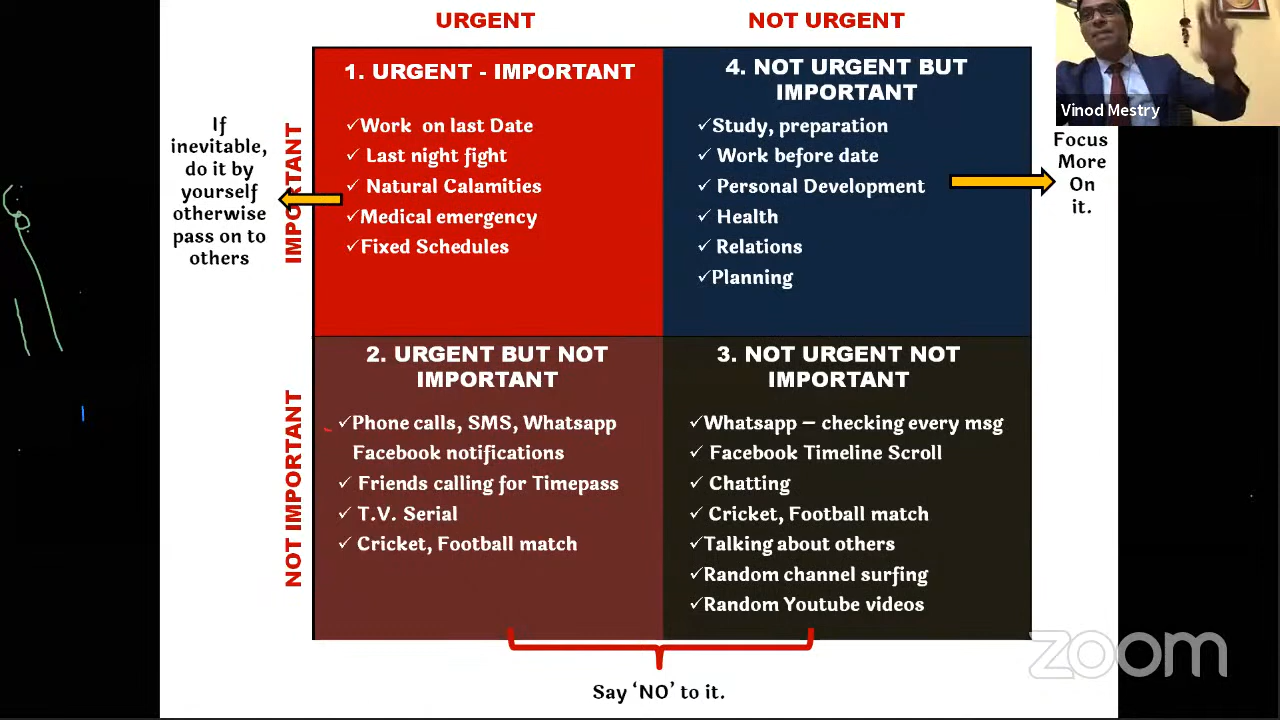 URGENT
NOT URGENT
Vinod Mestry
IMPORTANT
NOT IMPORTANT
If
inevitable,
do it by
yourself
otherwise
pass on to
others
1. URGENT - IMPORTANT
✓Work on last Date
✓ Last night fight
✓ Natural Calamities
✓Medical emergency
✓Fixed Schedules
4. NOT URGENT BUT
IMPORTANT
✓Study, preparation
✓ Work before date
✓ Personal Development
✓ Health
✓ Relations
✓Planning
Focus
More
On
it.
2. URGENT BUT NOT
IMPORTANT
✓Phone calls, SMS, Whatsapp
Facebook notifications
✓ Friends calling for Timepass
✓ T.V. Serial
✓ Cricket, Football match
3. NOT URGENT NOT
IMPORTANT
✓Whatsapp – checking every msg
✓ Facebook Timeline Scroll
✓ Chatting
✓ Cricket, Football match
✓Talking about others
✓Random channel surfing
✓Random Youtube videos
Say ‘NO’ to it.
zoom